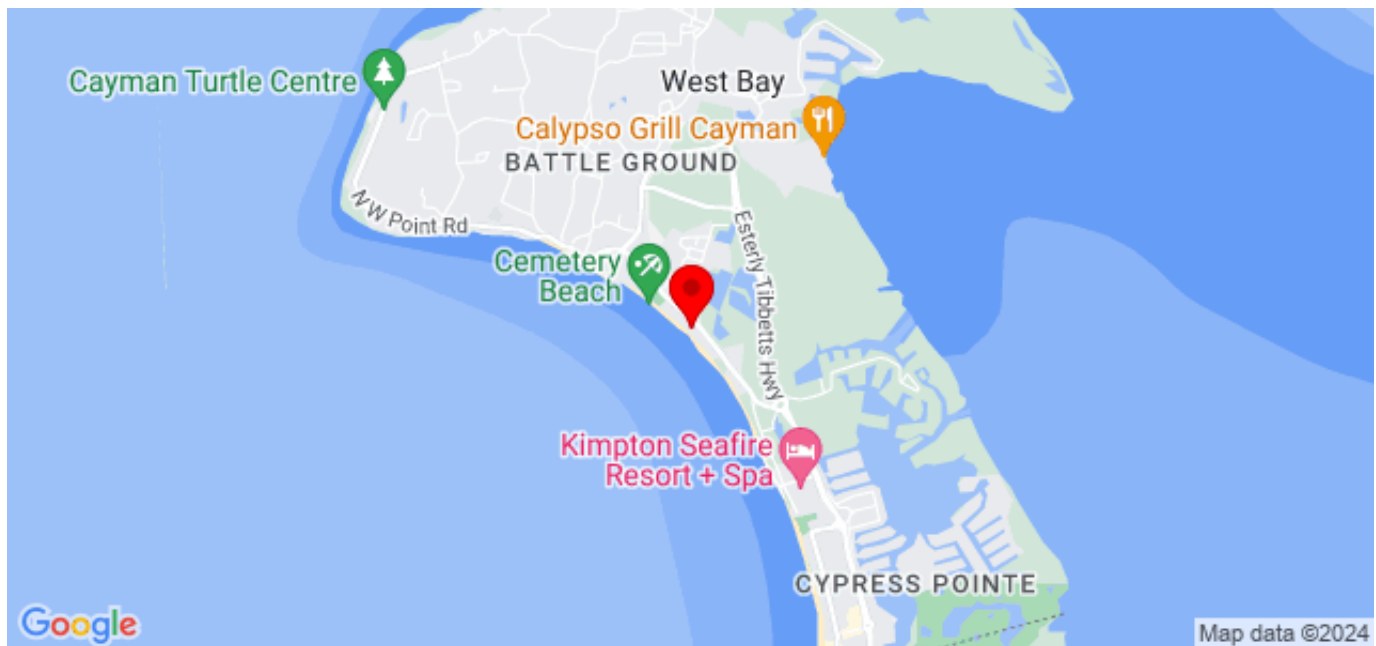 Cayman Turtle Centre
West Bay
Calypso Grill Cayman
BATTLE GROUND
NW Point Rd
Esterly Tibbetts Hwy
Cemetery
Beach
Kimpton Seafire
Resort + Spa
CYPRESS POINTE
Google
Map data ©2024